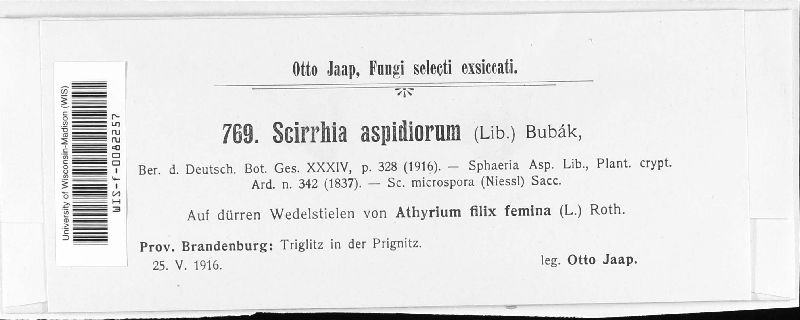 Otto Jaap, Fungi selecti exsiccati.
769. Scirrhia aspidiorum (Lib.) Bubák,
Ber. d. Deutsch. Bot. Ges. XXXIV, p. 328 (1916). — Sphaeria Asp. Lib., Plant. crypt.
Ard. n. 342 (1837). — Sc. microspora (Niessl) Sacc.
Auf dürren Wedelstielen von Athyrium filix femina (L.) Roth.
Prov. Brandenburg: Triglitz in der Prignitz.
25. V. 1916.
leg. Otto Jaap.
University of Wisconsin-Madison (WIS)
WIS-f-0082257